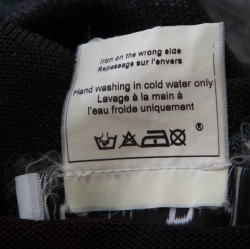 Iron on the wrong side
Repassage sur l'envers
Hand washing in cold water only
Lavage à la main à
l'eau froide uniquement
®